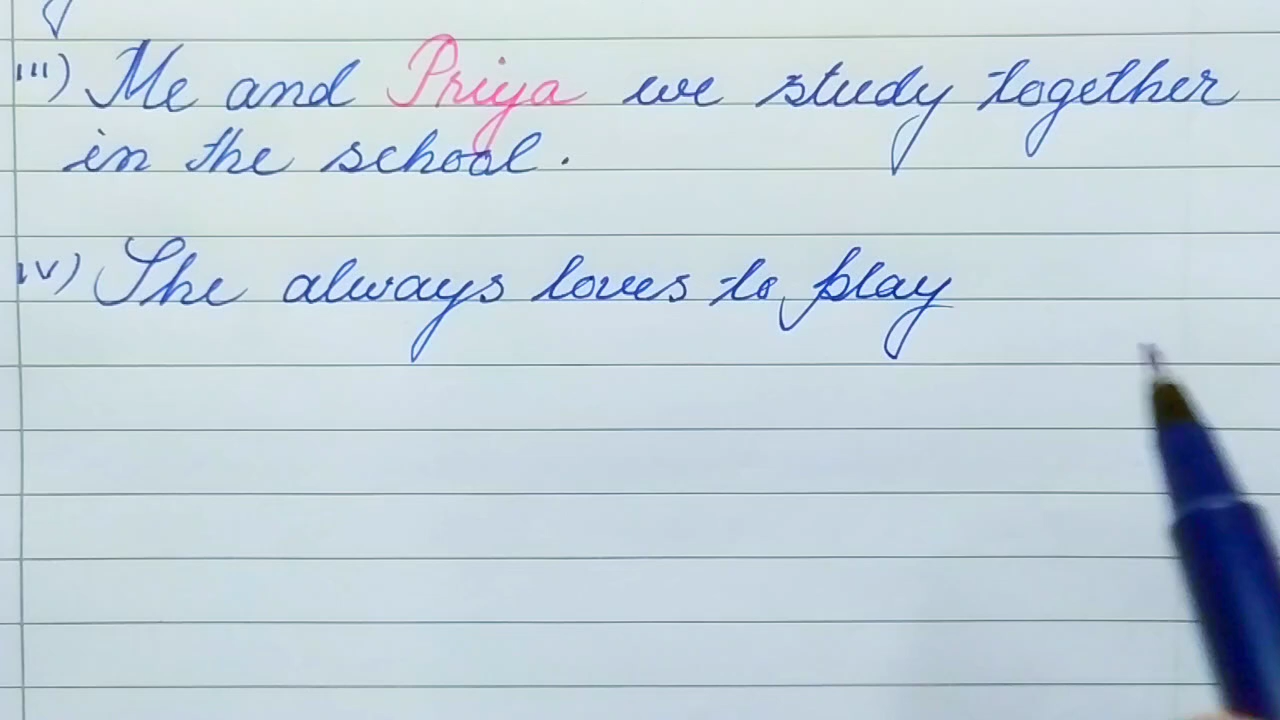 iii) Me and Priya we study together
in the school.
iv) She always loves to play